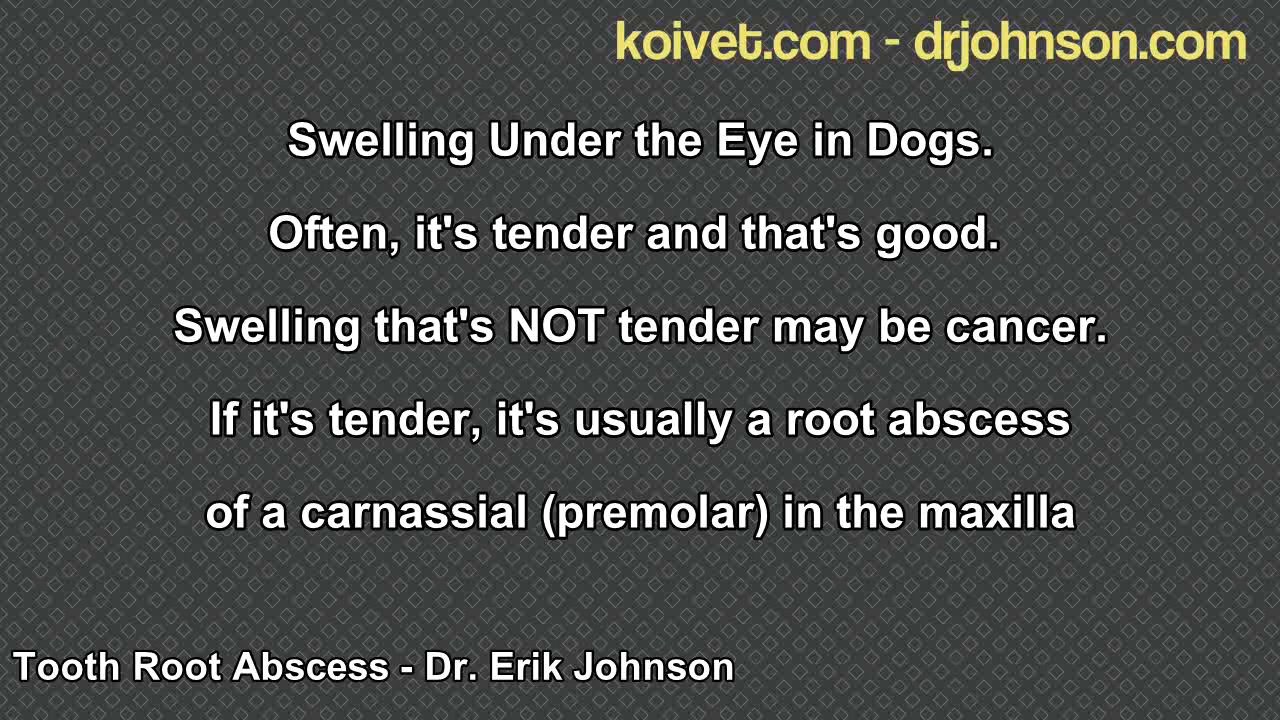 koivet.com - drjohnson.com
Swelling Under the Eye in Dogs.
Often, it's tender and that's good.
Swelling that's NOT tender may be cancer.
If it's tender, it's usually a root abscess
of a carnassial (premolar) in the maxilla
Tooth Root Abscess - Dr. Erik Johnson